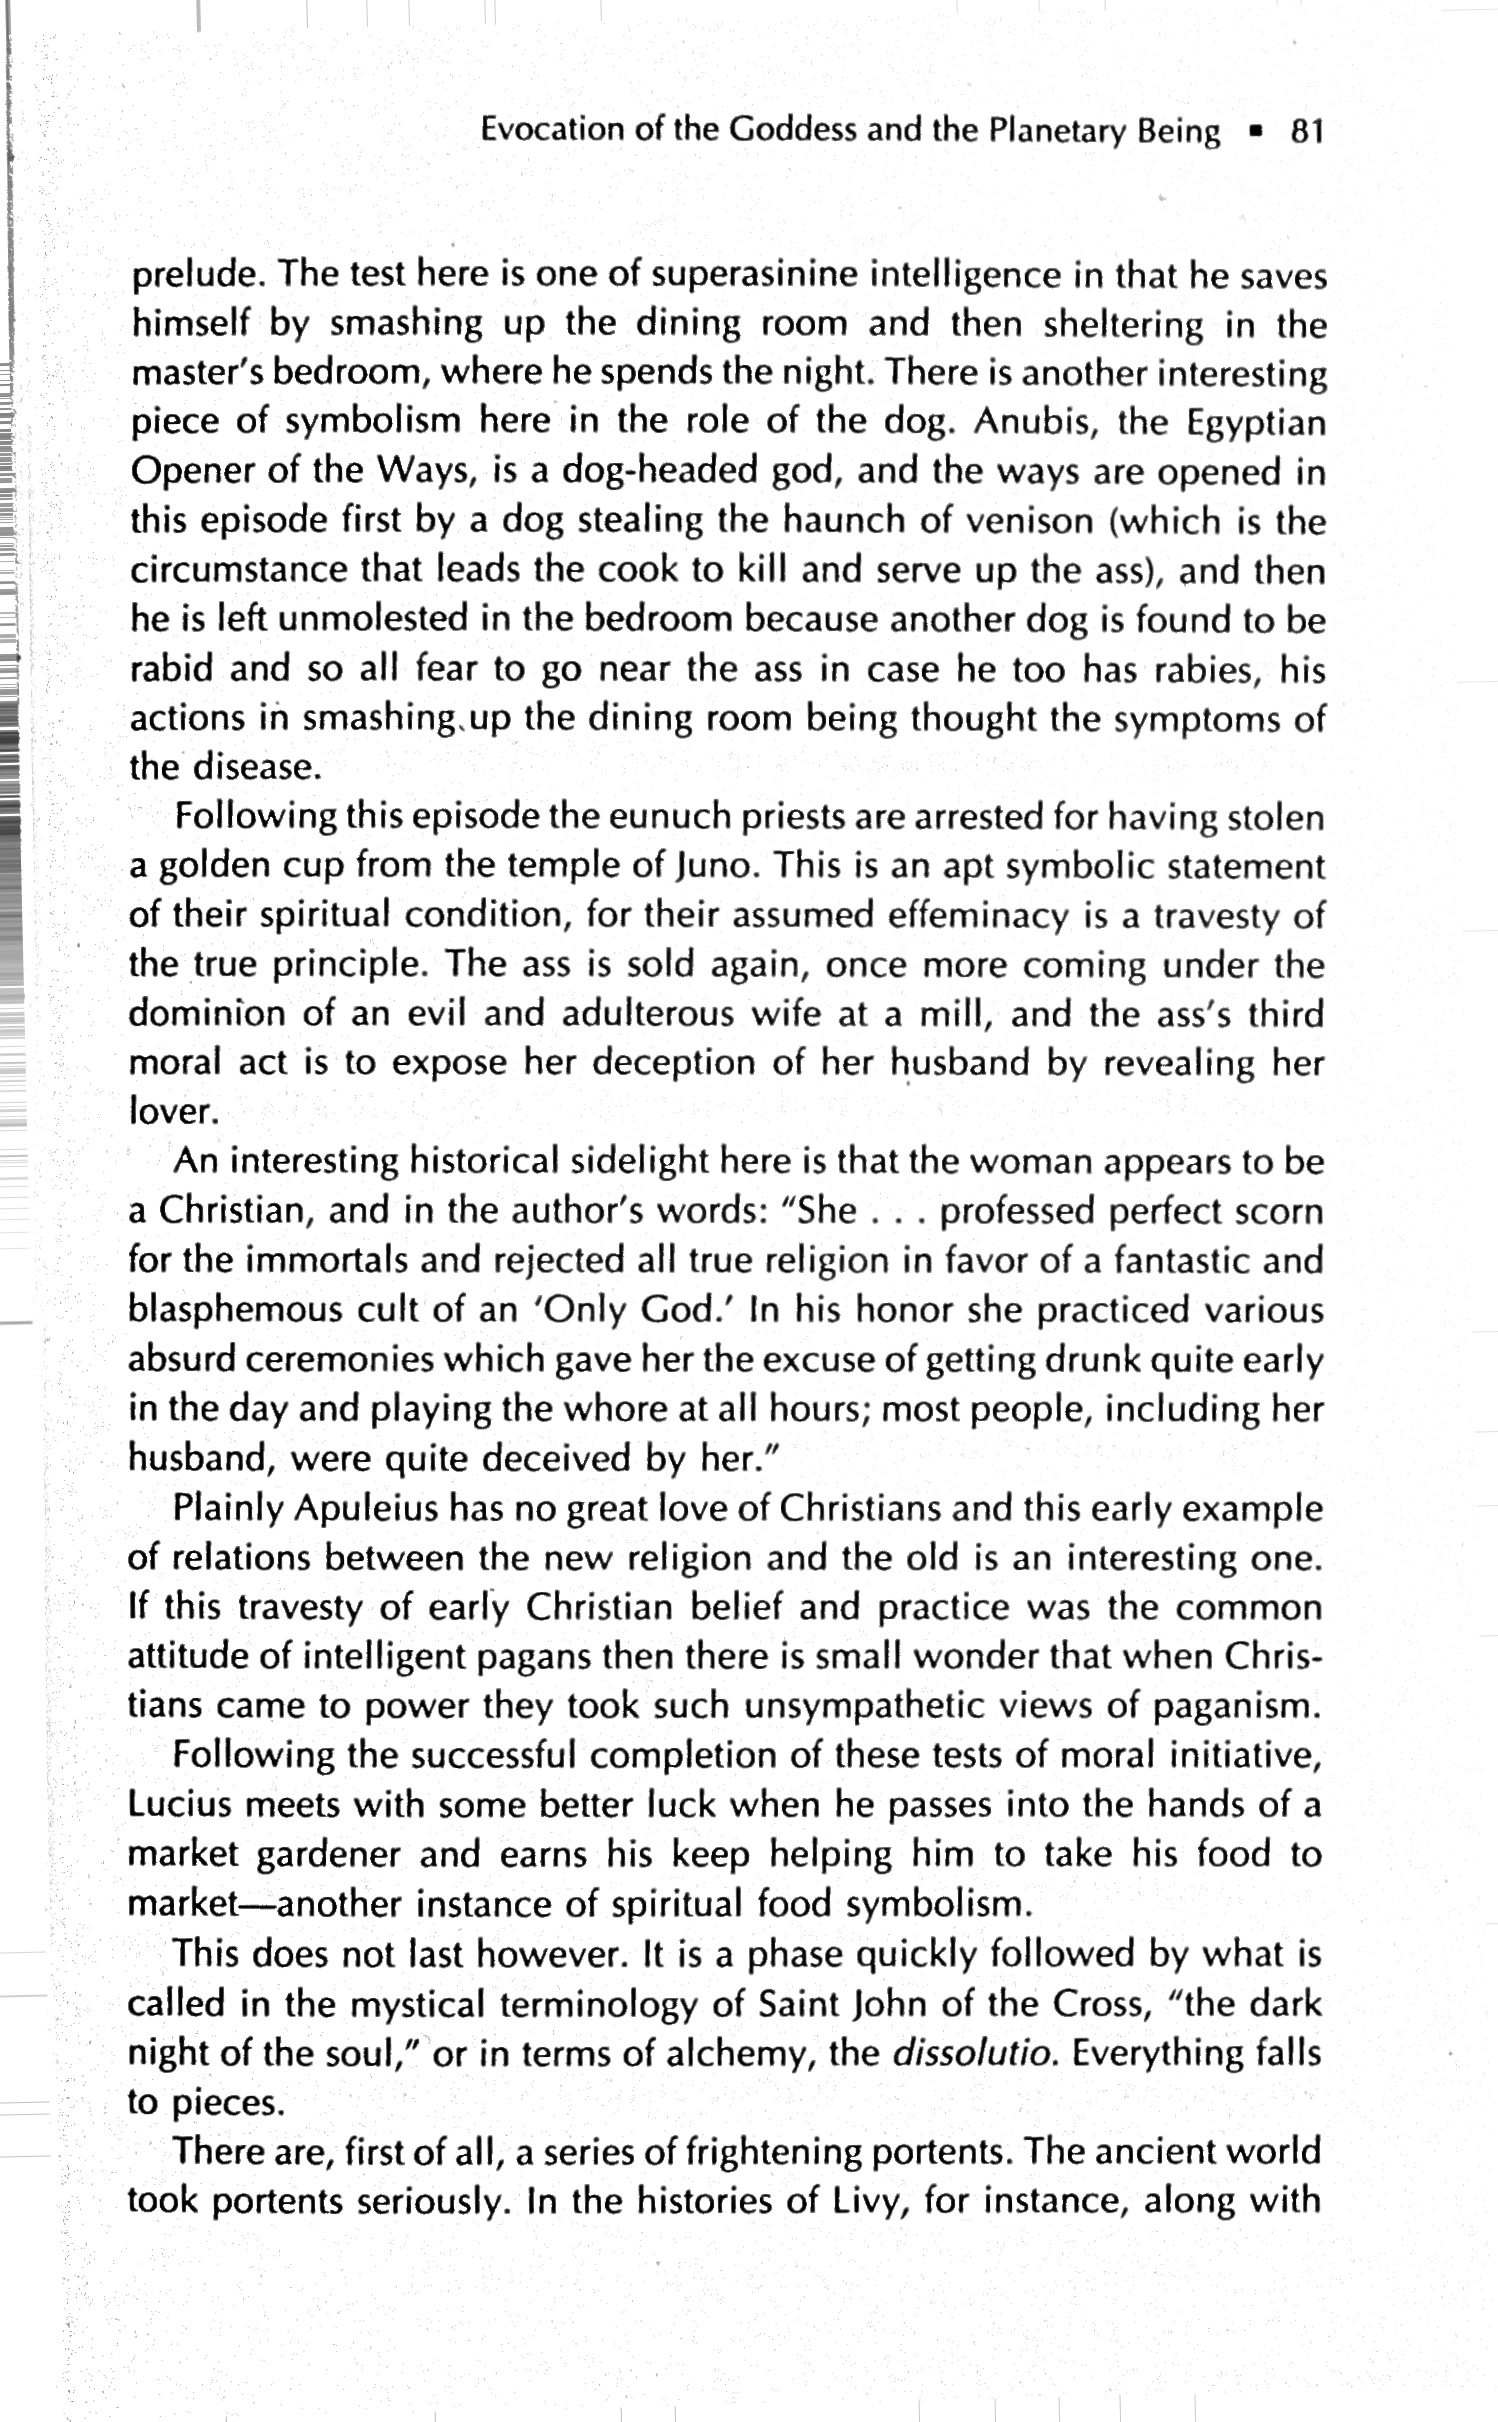 Evocation of the Goddess and the Planetary Being ▪ 81
prelude. The test here is one of superasinine intelligence in that he saves
himself by smashing up the dining room and then sheltering in the
master's bedroom, where he spends the night. There is another interesting
piece of symbolism here in the role of the dog. Anubis, the Egyptian
Opener of the Ways, is a dog-headed god, and the ways are opened in
this episode first by a dog stealing the haunch of venison (which is the
circumstance that leads the cook to kill and serve up the ass), and then
he is left unmolested in the bedroom because another dog is found to be
rabid and so all fear to go near the ass in case he too has rabies, his
actions in smashing up the dining room being thought the symptoms of
the disease.
Following this episode the eunuch priests are arrested for having stolen
a golden cup from the temple of Juno. This is an apt symbolic statement
of their spiritual condition, for their assumed effeminacy is a travesty of
the true principle. The ass is sold again, once more coming under the
dominion of an evil and adulterous wife at a mill, and the ass's third
moral act is to expose her deception of her husband by revealing her
lover.
An interesting historical sidelight here is that the woman appears to be
a Christian, and in the author's words: "She . . . professed perfect scorn
for the immortals and rejected all true religion in favor of a fantastic and
blasphemous cult of an 'Only God.' In his honor she practiced various
absurd ceremonies which gave her the excuse of getting drunk quite early
in the day and playing the whore at all hours; most people, including her
husband, were quite deceived by her."
Plainly Apuleius has no great love of Christians and this early example
of relations between the new religion and the old is an interesting one.
If this travesty of early Christian belief and practice was the common
attitude of intelligent pagans then there is small wonder that when Chris-
tians came to power they took such unsympathetic views of paganism.
Following the successful completion of these tests of moral initiative,
Lucius meets with some better luck when he passes into the hands of a
market gardener and earns his keep helping him to take his food to
market—another instance of spiritual food symbolism.
This does not last however. It is a phase quickly followed by what is
called in the mystical terminology of Saint John of the Cross, "the dark
night of the soul," or in terms of alchemy, the dissolutio. Everything falls
to pieces.
There are, first of all, a series of frightening portents. The ancient world
took portents seriously. In the histories of Livy, for instance, along with